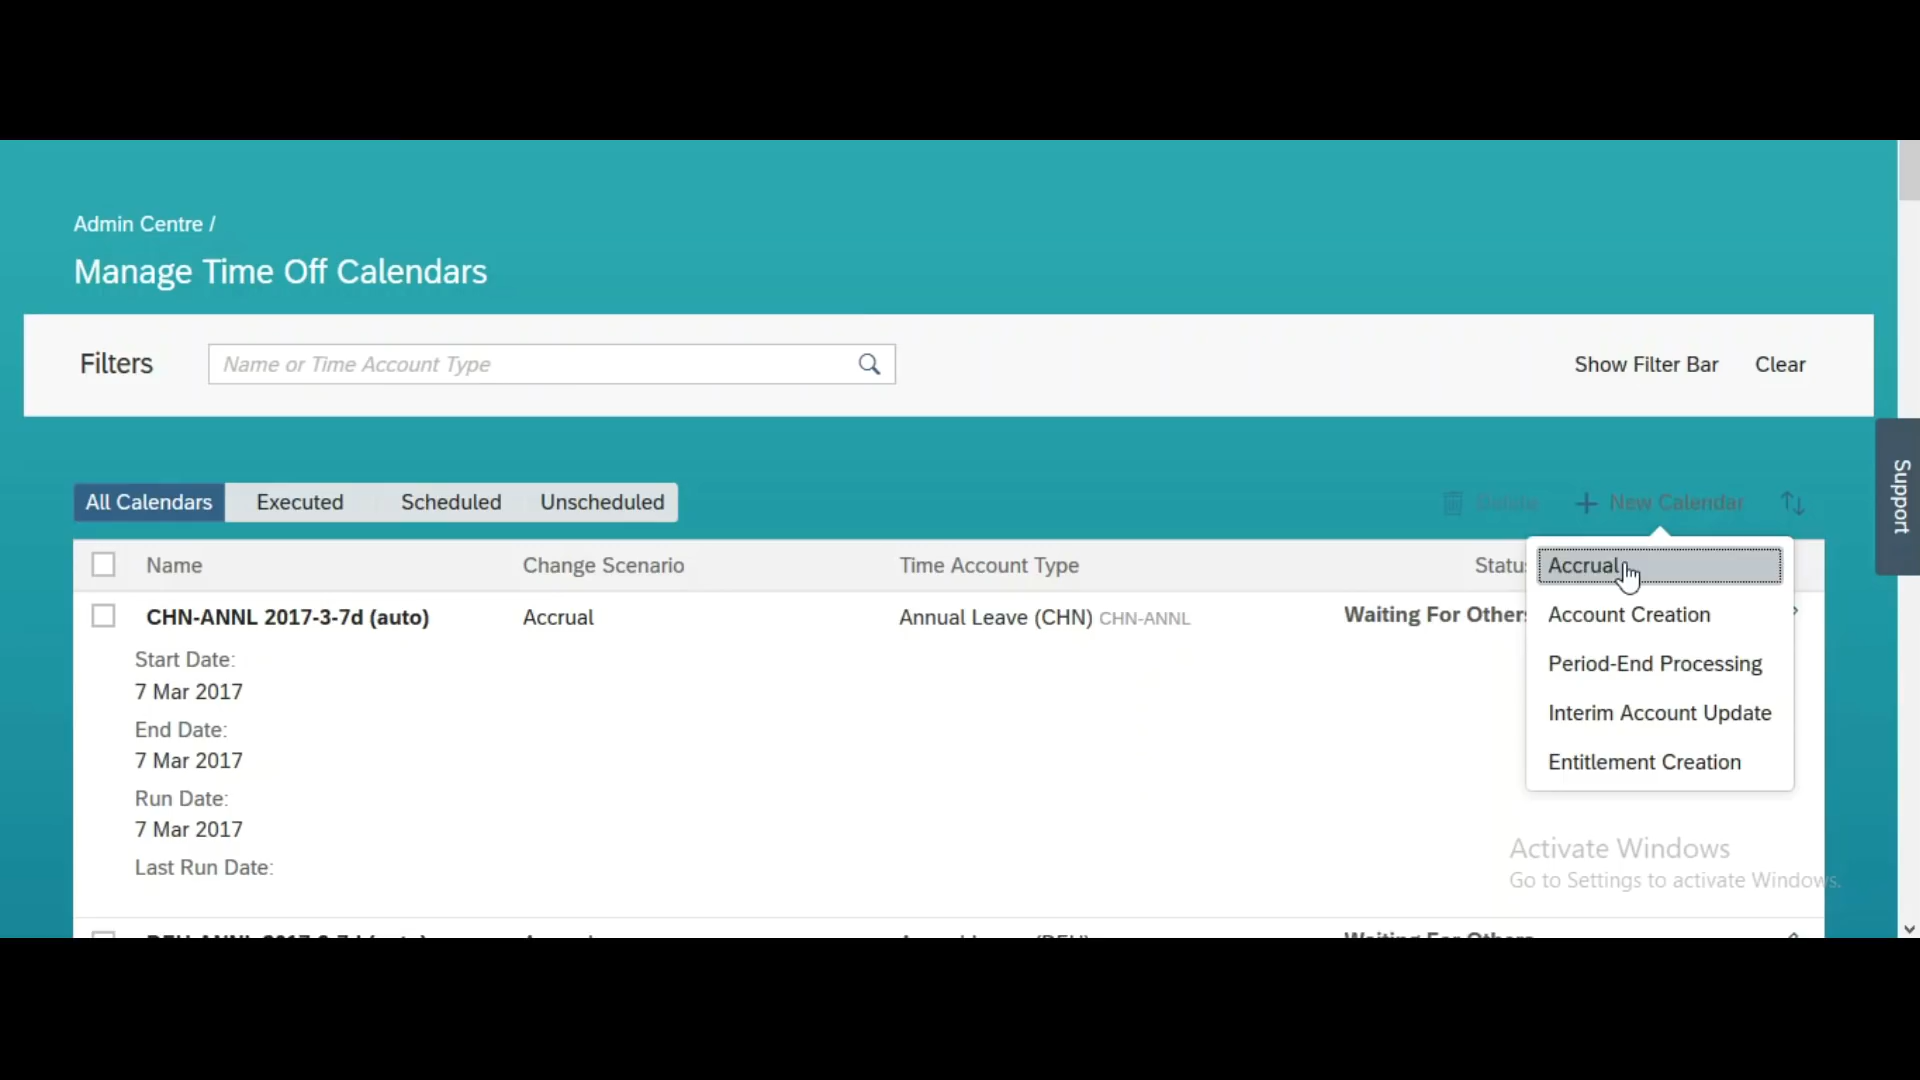 Admin Centre /
Manage Time Off Calendars
Filters
Name or Time Account Type
Show Filter Bar
Clear
Support
All Calendars
Executed
Scheduled
Unscheduled
Delete
New Calendar
Name
Change Scenario
Time Account Type
Accrual
Account Creation
Period-End Processing
Interim Account Update
Entitlement Creation
CHN-ANNL 2017-3-7d (auto)
Accrual
Annual Leave (CHN) CHN-ANNL
Waiting For Others
Start Date:
7 Mar 2017
End Date:
7 Mar 2017
Run Date:
7 Mar 2017
Last Run Date:
Activate Windows
Go to Settings to activate Windows.
Waiting For Others